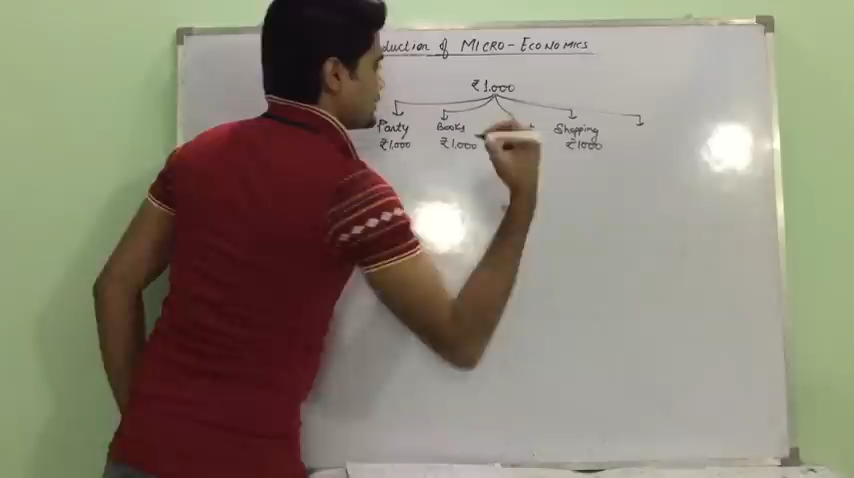 duction of MICRO-ECONOMICS
₹1,000
Party Books Shopping
₹1,000 ₹1,000 ₹1000